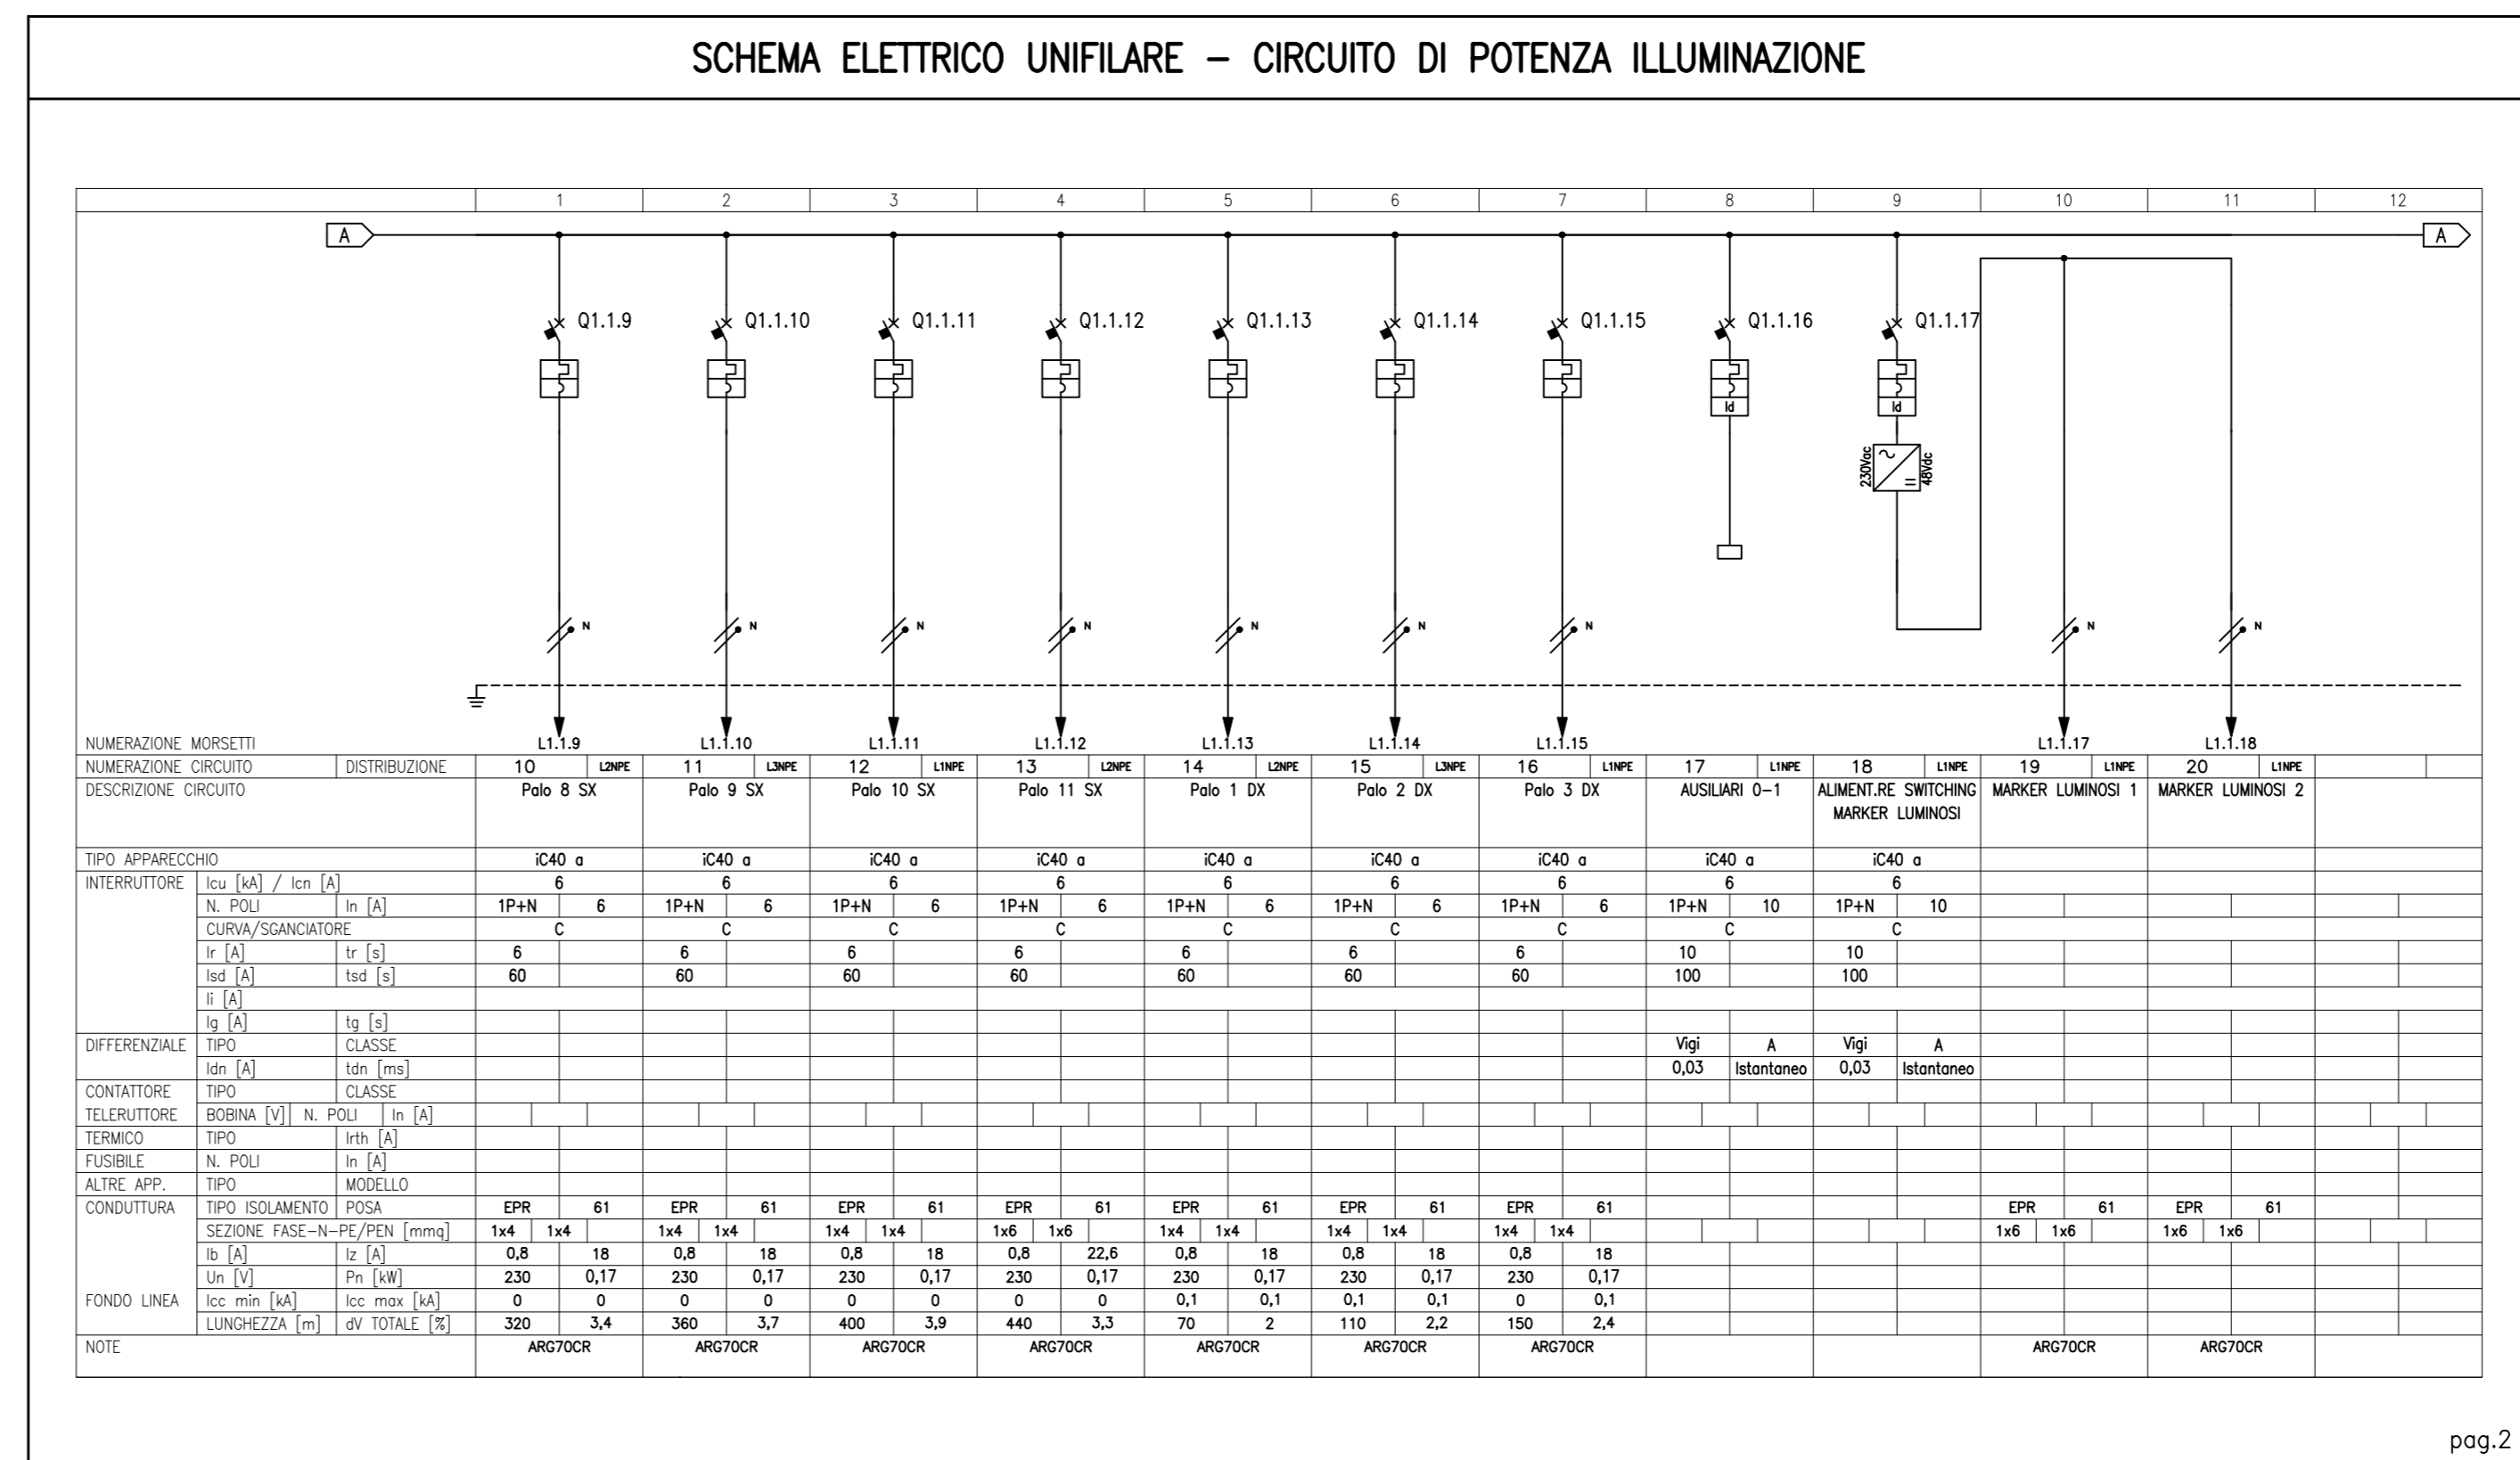 SCHEMA ELETTRICO UNIFILARE – CIRCUITO DI POTENZA ILLUMINAZIONE
1 2 3 4 5 6 7 8 9 10 11 12
A A
Q1.1.9 Q1.1.10 Q1.1.11 Q1.1.12 Q1.1.13 Q1.1.14 Q1.1.15 Q1.1.16 Q1.1.17
Id Id
230Vac 48Vdc
N N N N N N N N N
NUMERAZIONE MORSETTI L1.1.9 L1.1.10 L1.1.11 L1.1.12 L1.1.13 L1.1.14 L1.1.15 L1.1.17 L1.1.18
NUMERAZIONE CIRCUITO DISTRIBUZIONE 10 L2NPE 11 L3NPE 12 L1NPE 13 L2NPE 14 L2NPE 15 L3NPE 16 L1NPE 17 L1NPE 18 L1NPE 19 L1NPE 20 L1NPE
DESCRIZIONE CIRCUITO Palo 8 SX Palo 9 SX Palo 10 SX Palo 11 SX Palo 1 DX Palo 2 DX Palo 3 DX AUSILIARI 0-1 ALIMENT.RE SWITCHING MARKER LUMINOSI 1 MARKER LUMINOSI 2
MARKER LUMINOSI
TIPO APPARECCHIO iC40 a iC40 a iC40 a iC40 a iC40 a iC40 a iC40 a iC40 a iC40 a
INTERRUTTORE Icu [kA] / Icn [A] 6 6 6 6 6 6 6 6 6
N. POLI In [A] 1P+N 6 1P+N 6 1P+N 6 1P+N 6 1P+N 6 1P+N 6 1P+N 6 1P+N 10 1P+N 10
CURVA/SGANCIATORE C C C C C C C C C
Ir [A] tr [s] 6 6 6 6 6 6 6 10 10
Isd [A] tsd [s] 60 60 60 60 60 60 60 100 100
Ii [A]
Ig [A] tg [s]
DIFFERENZIALE TIPO CLASSE Vigi A Vigi A
Idn [A] tdn [ms] 0,03 Istantaneo 0,03 Istantaneo
CONTATTORE TIPO CLASSE
TELERUTTORE BOBINA [V] N. POLI In [A]
TERMICO TIPO Irth [A]
FUSIBILE N. POLI In [A]
ALTRE APP. TIPO MODELLO
CONDUTTURA TIPO ISOLAMENTO POSA EPR 61 EPR 61 EPR 61 EPR 61 EPR 61 EPR 61 EPR 61 EPR 61 EPR 61
SEZIONE FASE-N-PE/PEN [mmq] 1x4 1x4 1x4 1x4 1x4 1x4 1x6 1x6 1x4 1x4 1x4 1x4 1x4 1x4 1x6 1x6 1x6 1x6
Ib [A] Iz [A] 0,8 18 0,8 18 0,8 18 0,8 22,6 0,8 18 0,8 18 0,8 18
Un [V] Pn [kW] 230 0,17 230 0,17 230 0,17 230 0,17 230 0,17 230 0,17 230 0,17
FONDO LINEA Icc min [kA] Icc max [kA] 0 0 0 0 0 0 0 0 0,1 0,1 0,1 0,1 0 0,1
LUNGHEZZA [m] dV TOTALE [%] 320 3,4 360 3,7 400 3,9 440 3,3 70 2 110 2,2 150 2,4
NOTE ARG7OCR ARG7OCR ARG7OCR ARG7OCR ARG7OCR ARG7OCR ARG7OCR ARG7OCR ARG7OCR
pag.2